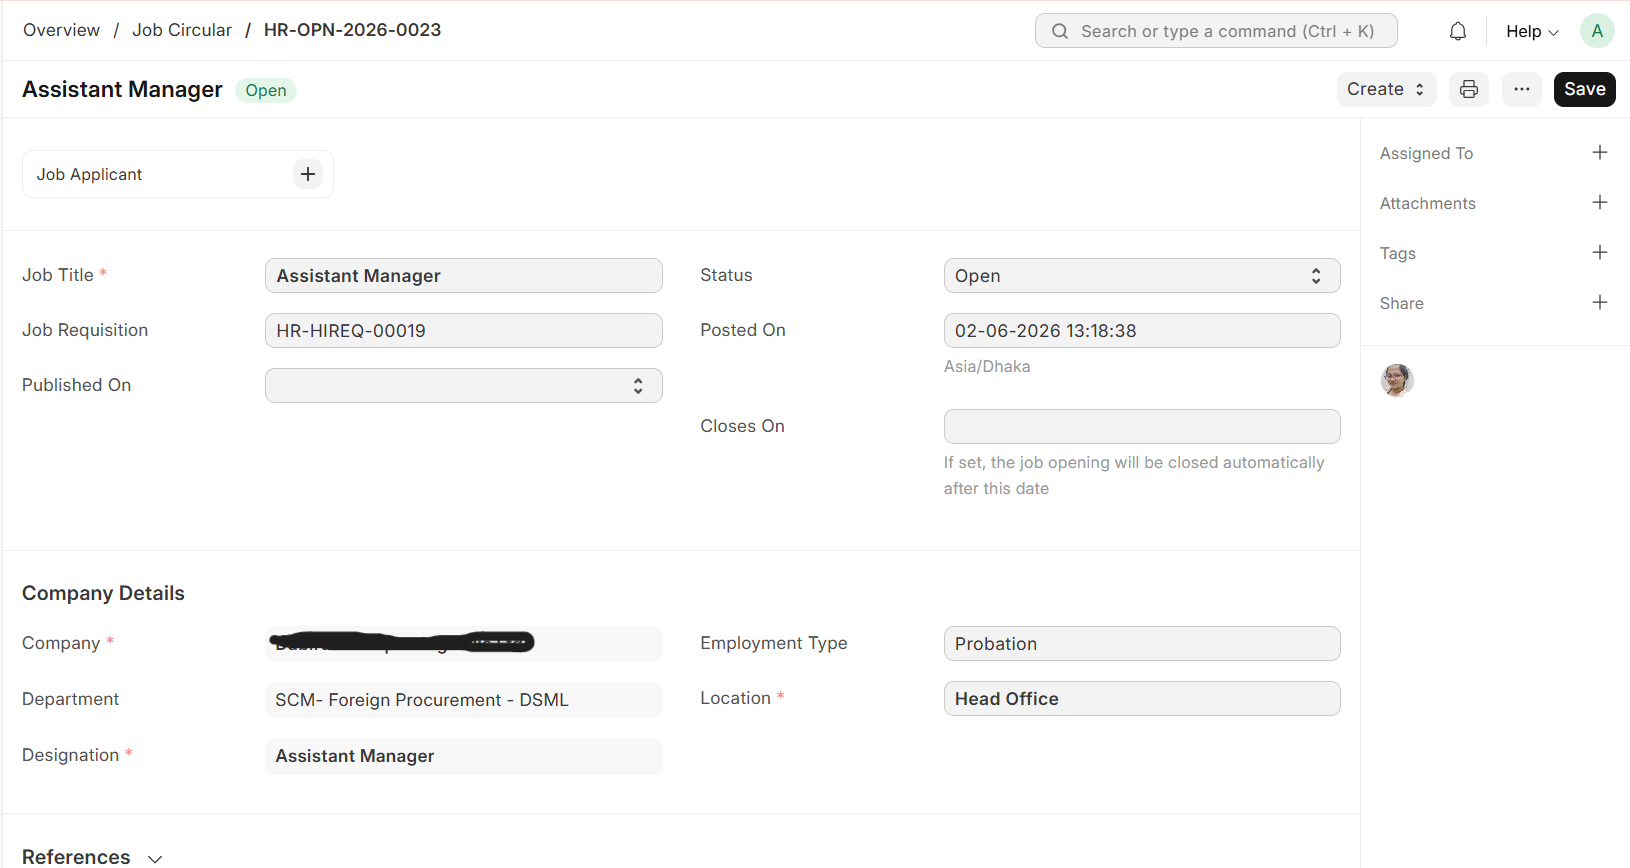 Overview / Job Circular / HR-OPN-2026-0023
Search or type a command (Ctrl + K)
Help
A
Assistant Manager
Open
Create
...
Save
Job Applicant
Assigned To
Attachments
Tags
Share
Job Title *
Assistant Manager
Status
Open
Job Requisition
HR-HIREQ-00019
Posted On
02-06-2026 13:18:38
Asia/Dhaka
Published On
Closes On
If set, the job opening will be closed automatically
after this date
Company Details
Company *
Employment Type
Probation
Department
SCM- Foreign Procurement - DSML
Location *
Head Office
Designation *
Assistant Manager
References